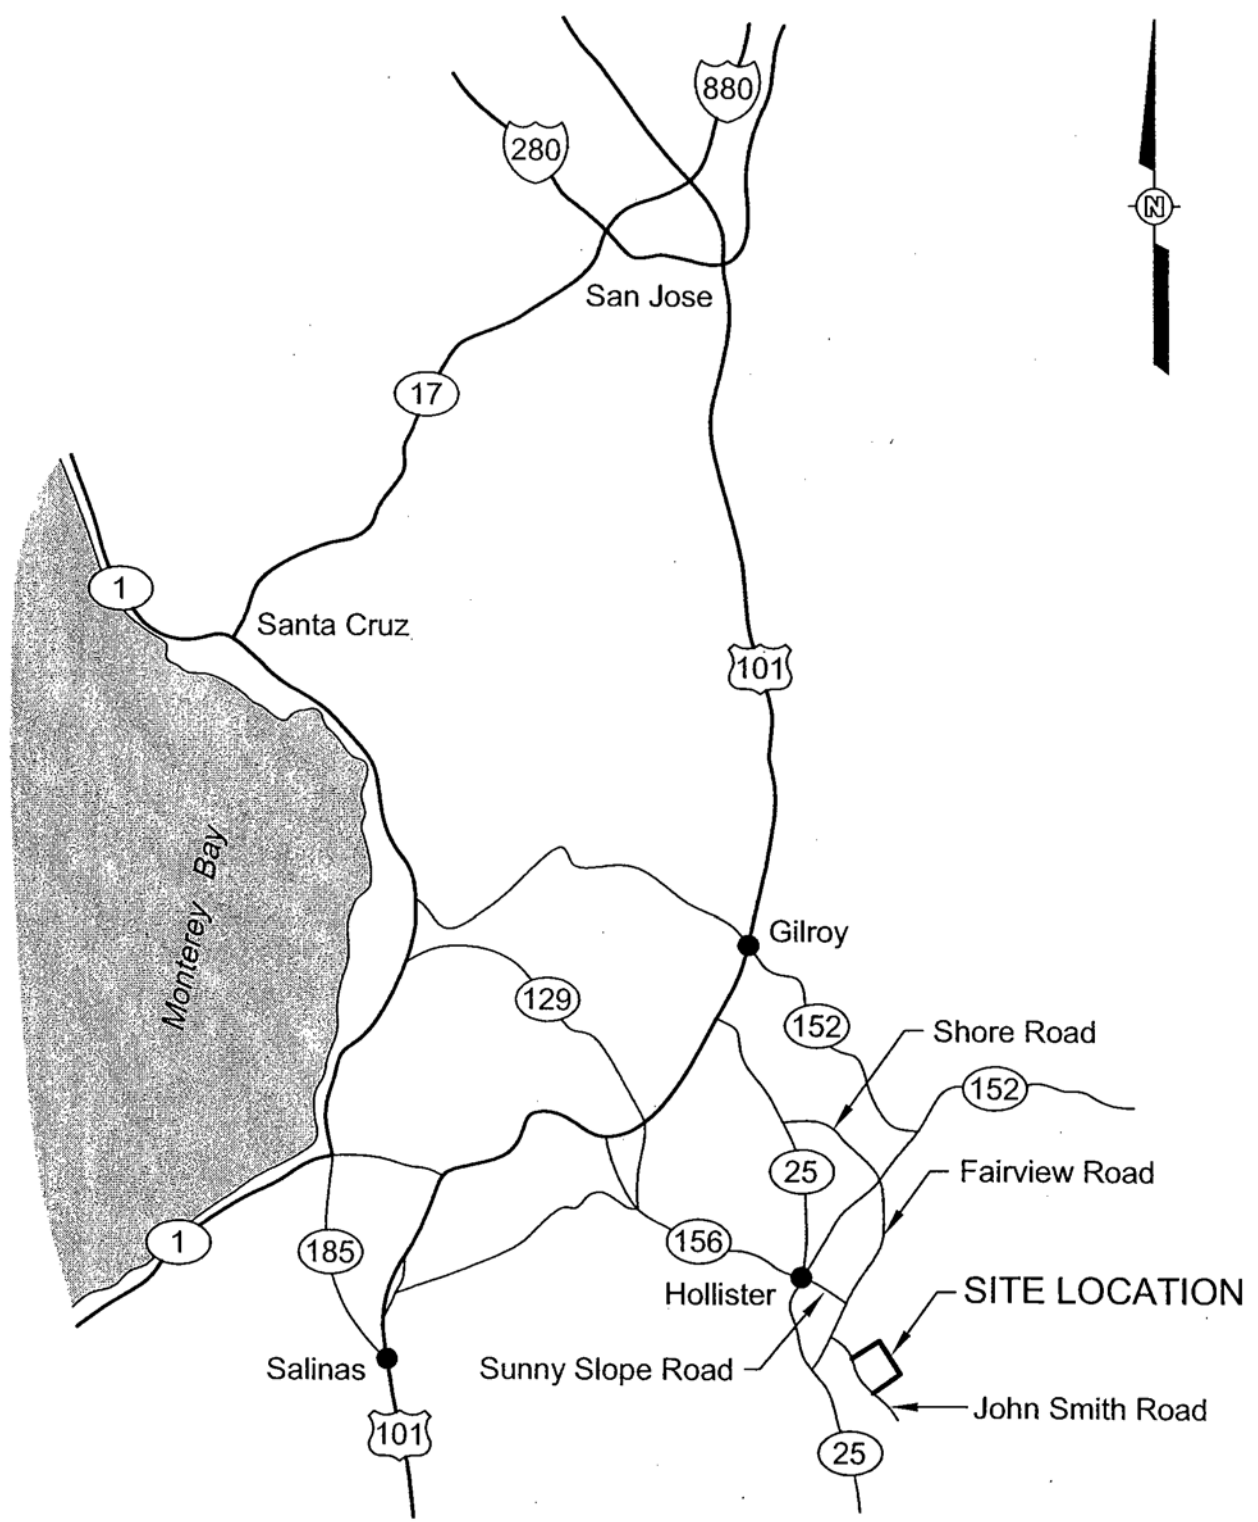 880
280
N
San Jose
17
1
Santa Cruz
101
Monterey Bay
Gilroy
129
152
Shore Road
152
25
Fairview Road
1
185
156
Hollister
SITE LOCATION
Salinas
Sunny Slope Road
John Smith Road
101
25